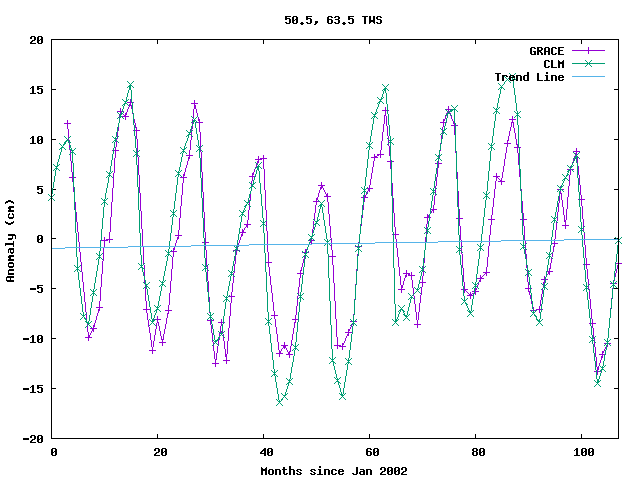 50.5, 63.5 TWS
GRACE
CLM
Trend Line
20
15
10
5
0
-5
-10
-15
-20
Anomaly (cm)
0 20 40 60 80 100
Months since Jan 2002